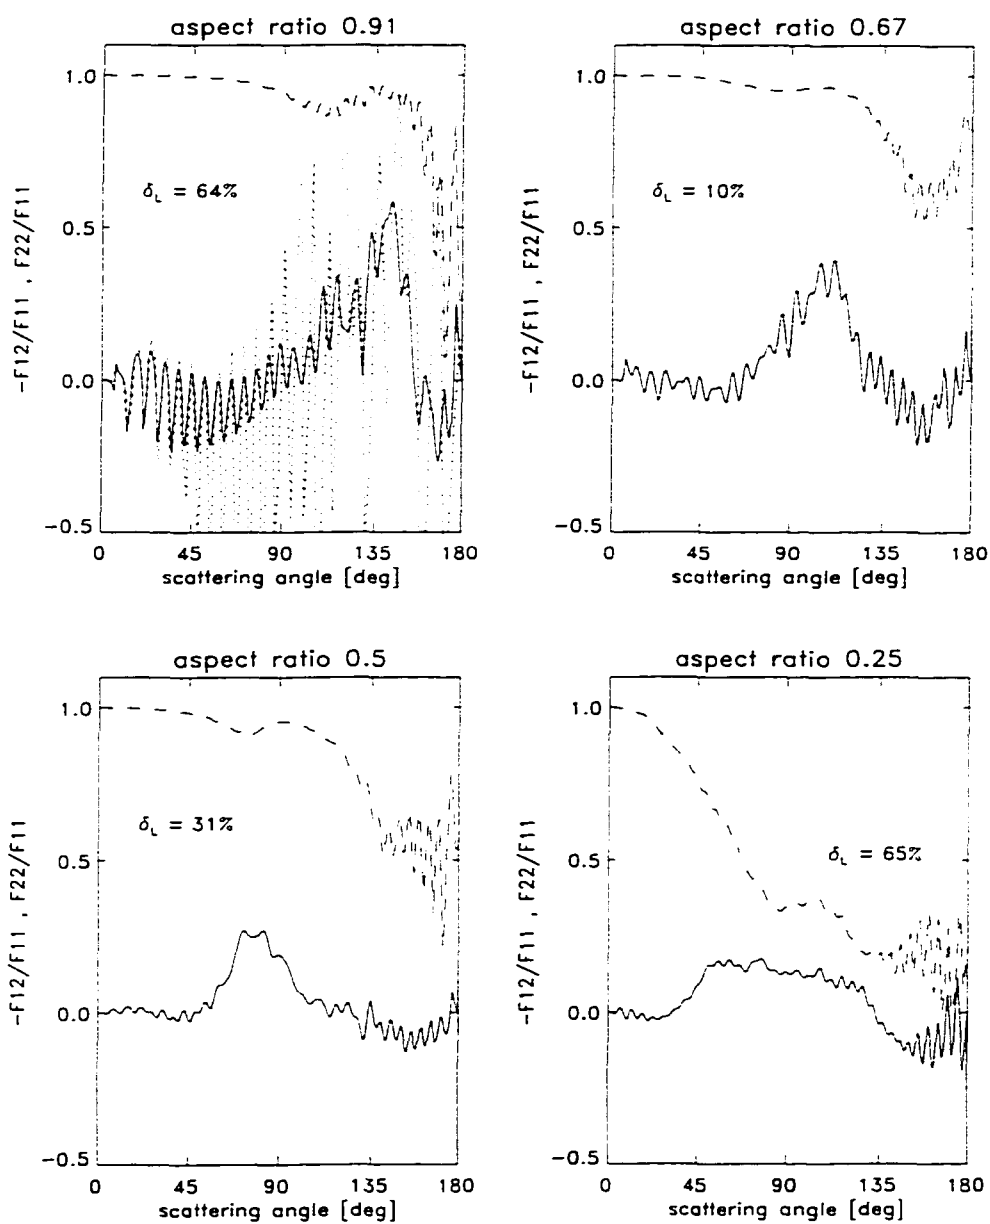 aspect ratio 0.91
1.0
0.5
0.0
-0.5
δL = 64%
-F12/F11 , F22/F11
0 45 90 135 180
scattering angle [deg]
aspect ratio 0.67
1.0
0.5
0.0
-0.5
δL = 10%
-F12/F11 , F22/F11
0 45 90 135 180
scattering angle [deg]
aspect ratio 0.5
1.0
0.5
0.0
-0.5
δL = 31%
-F12/F11 , F22/F11
0 45 90 135 180
scattering angle [deg]
aspect ratio 0.25
1.0
0.5
0.0
-0.5
δL = 65%
-F12/F11 , F22/F11
0 45 90 135 180
scattering angle [deg]